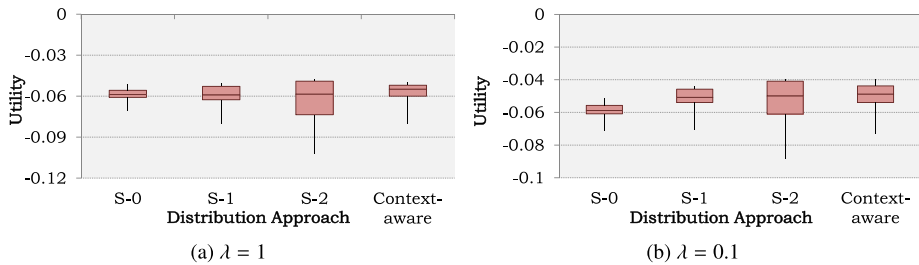 0
-0.03
-0.06
-0.09
-0.12
Utility
S-0 S-1 S-2 Context-
aware
Distribution Approach
(a) λ = 1
0
-0.02
-0.04
-0.06
-0.08
-0.1
Utility
S-0 S-1 S-2 Context-
aware
Distribution Approach
(b) λ = 0.1